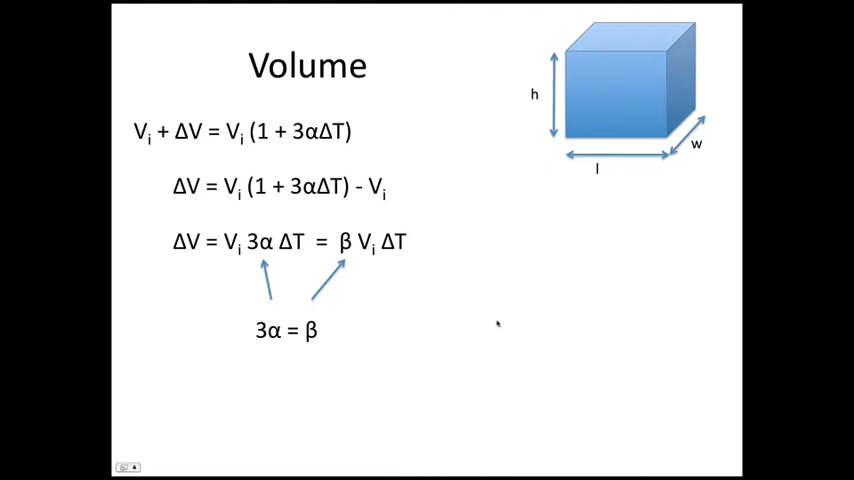 Volume
h
w
l
Vᵢ + ΔV = Vᵢ (1 + 3αΔT)
ΔV = Vᵢ (1 + 3αΔT) - Vᵢ
ΔV = Vᵢ 3α ΔT = β Vᵢ ΔT
3α = β